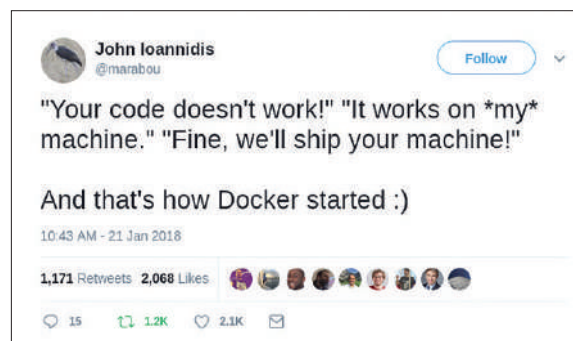 John Ioannidis
@marabou
Follow
"Your code doesn't work!" "It works on *my*
machine." "Fine, we'll ship your machine!"
And that's how Docker started :)
10:43 AM - 21 Jan 2018
1,171 Retweets 2,068 Likes
15 1.2K 2.1K